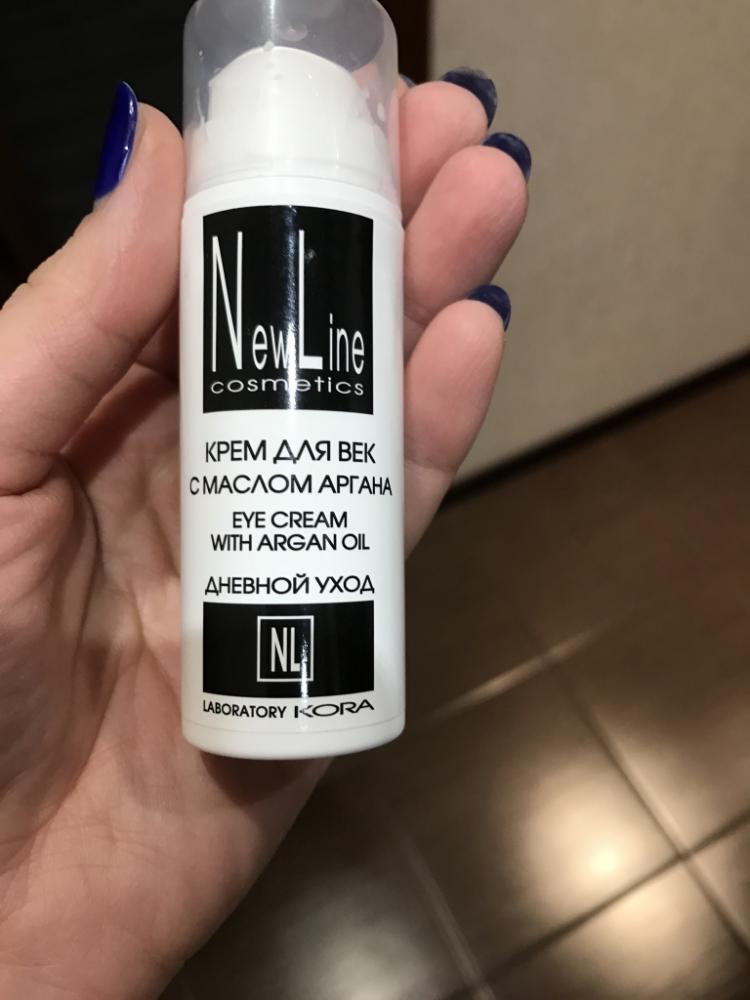 NewLine
cosmetics
КРЕМ ДЛЯ ВЕК
С МАСЛОМ АРГАНА
EYE CREAM
WITH ARGAN OIL
ДНЕВНОЙ УХОД
NL
LABORATORY KORA